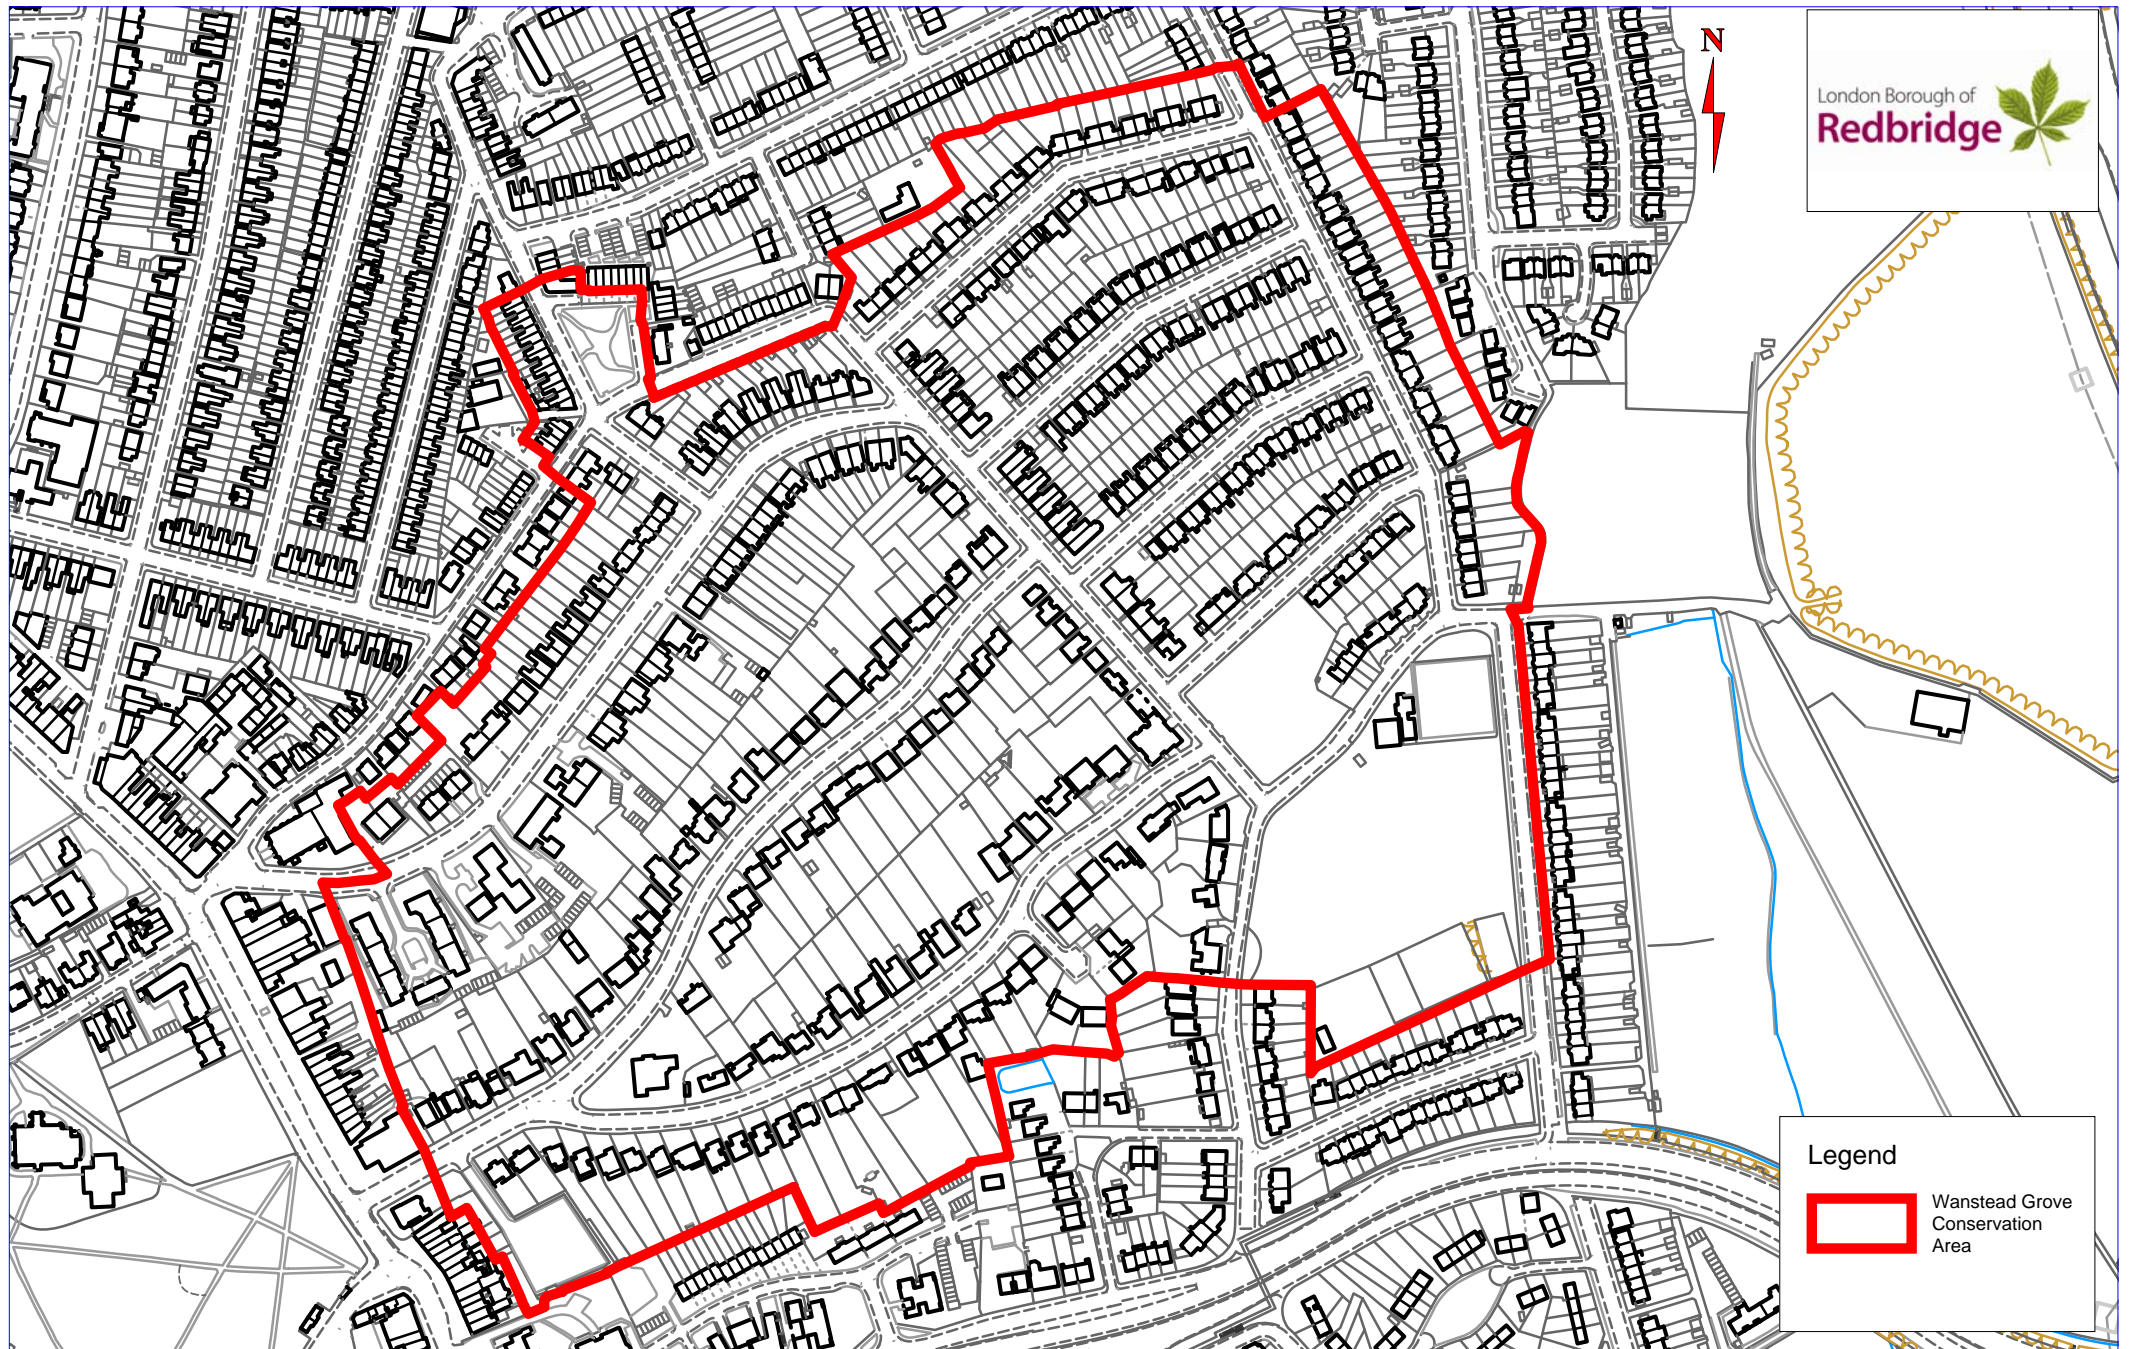 N
London Borough of
Redbridge
Legend
Wanstead Grove
Conservation
Area